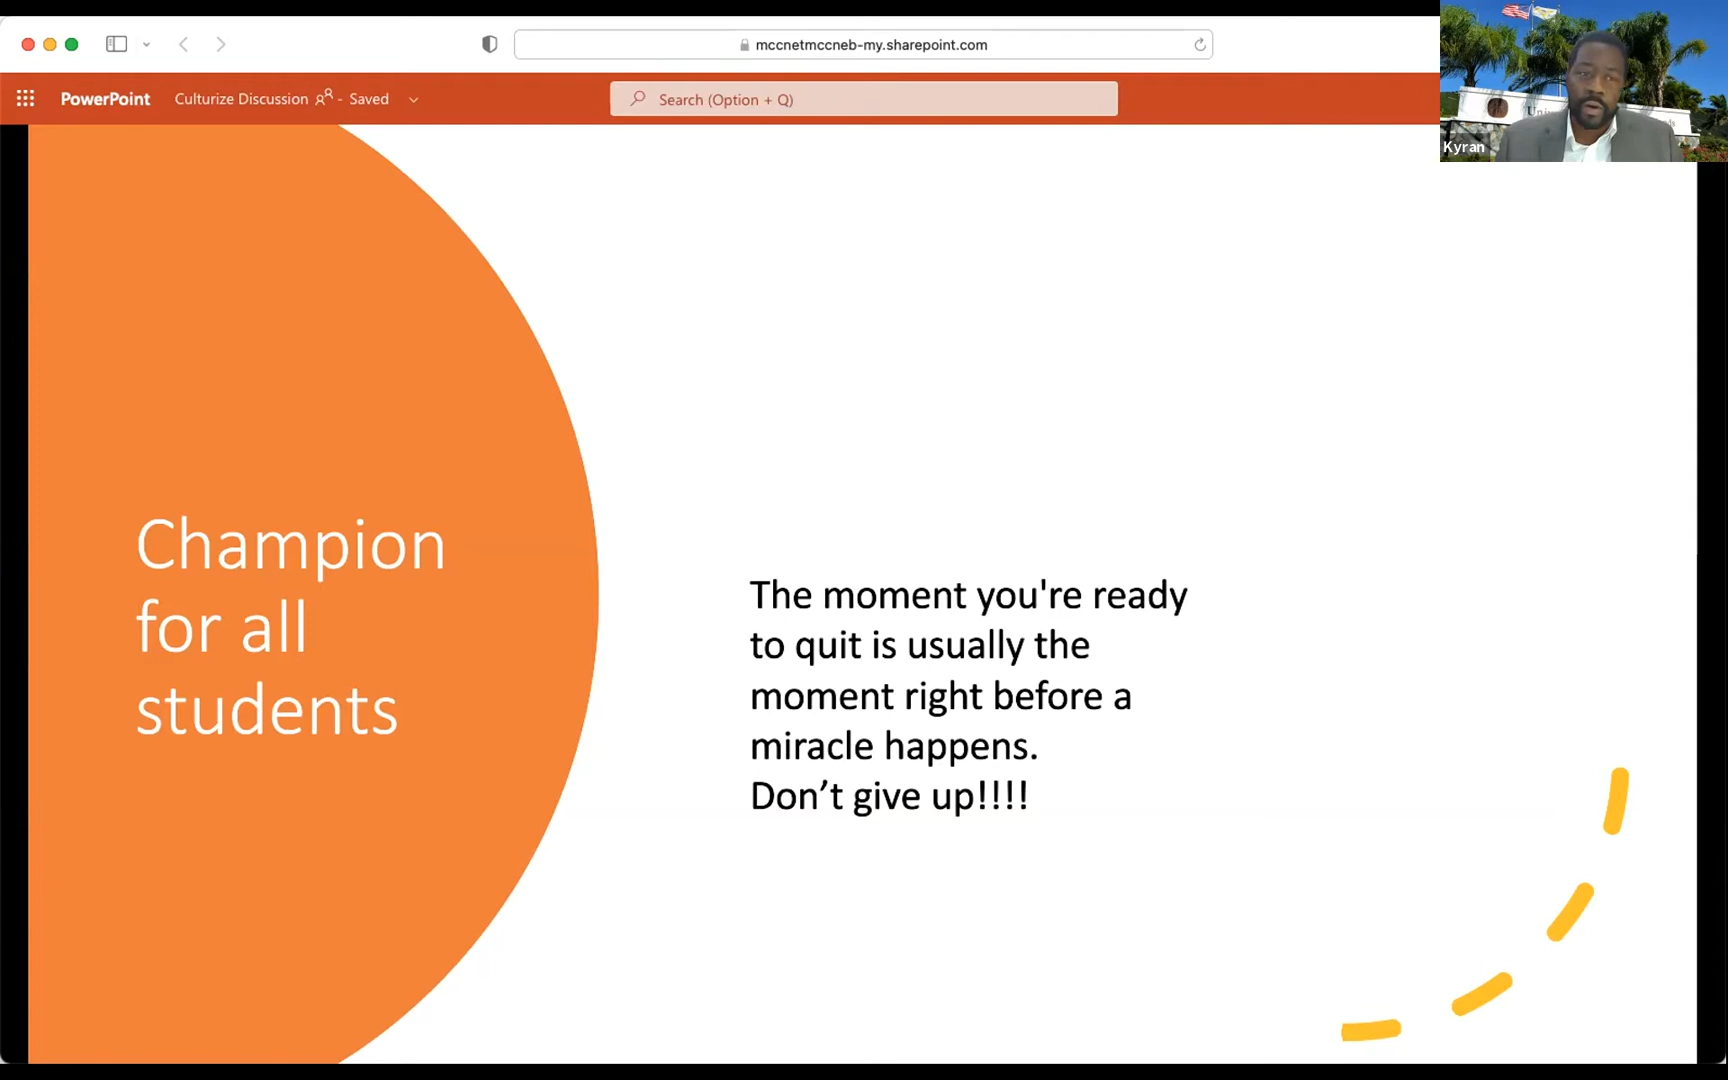 mccnetmccneb-my.sharepoint.com
PowerPoint
Culturize Discussion - Saved
Search (Option + Q)
Kyran
Champion
for all
students
The moment you're ready
to quit is usually the
moment right before a
miracle happens.
Don’t give up!!!!